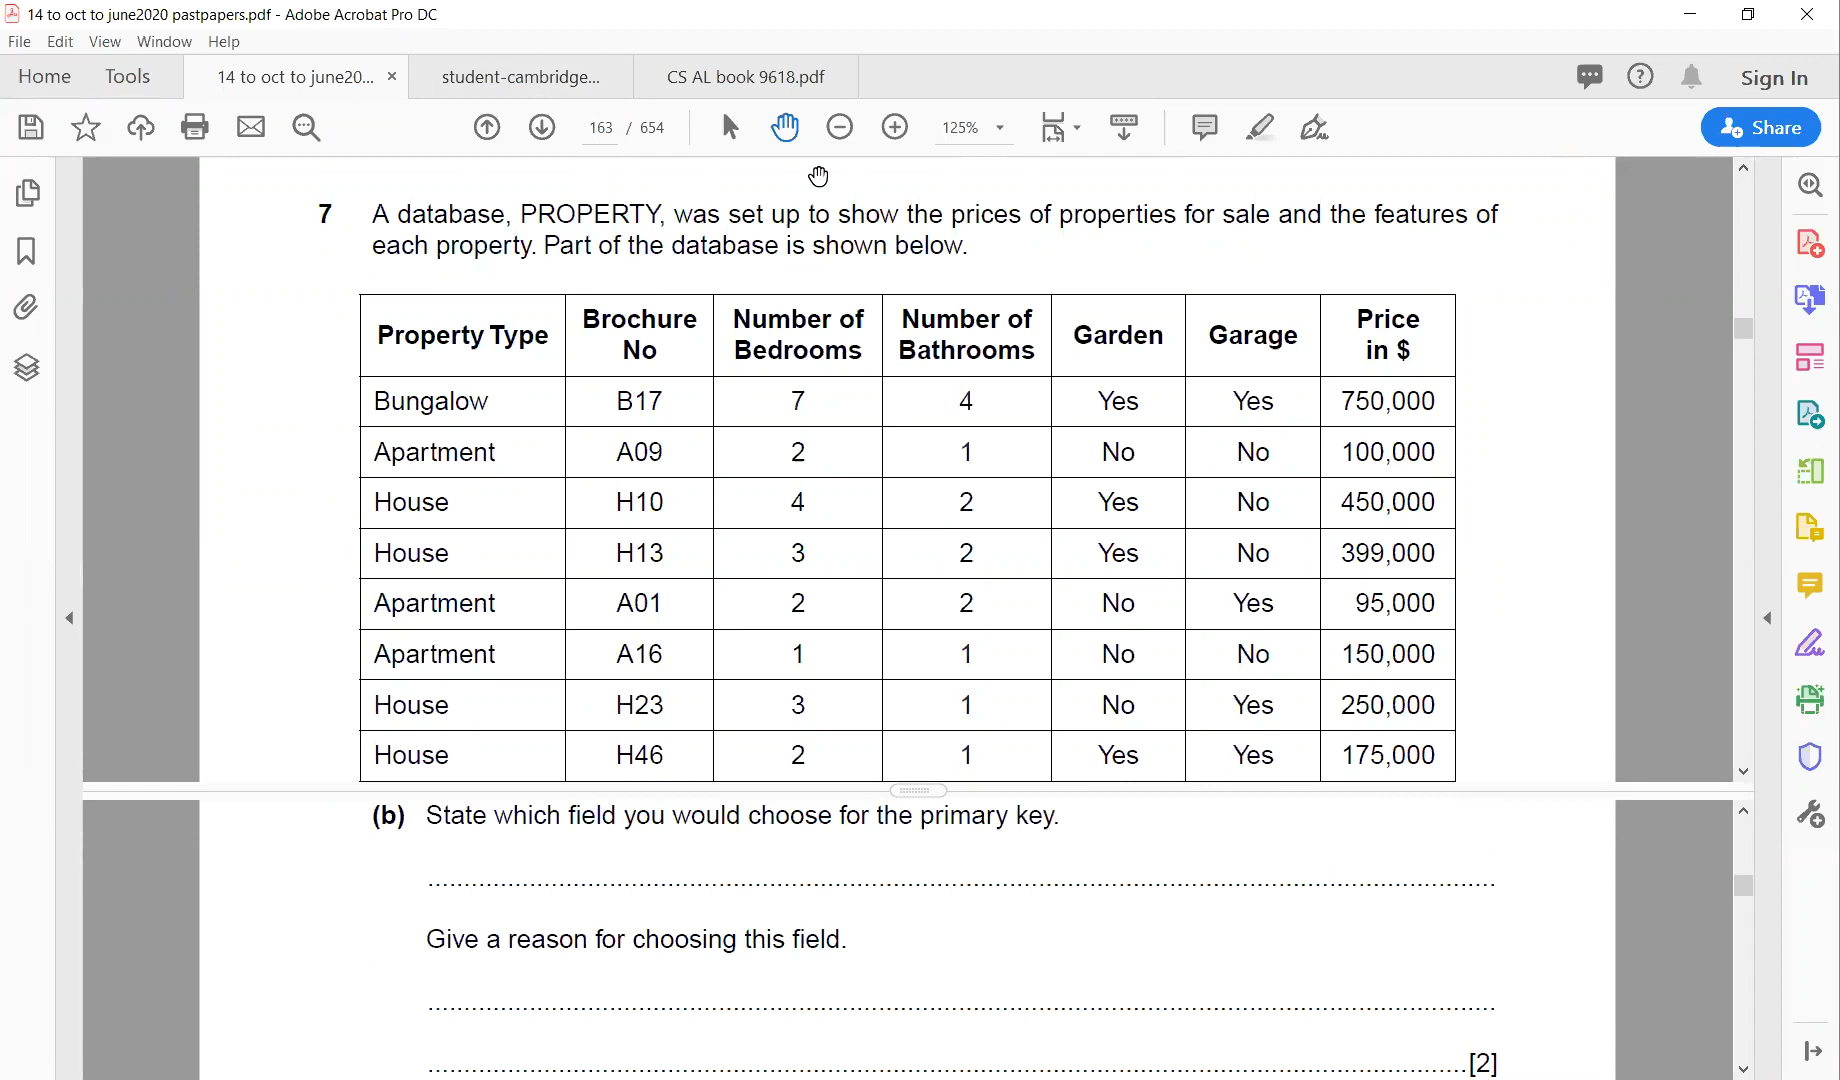 14 to oct to june2020 pastpapers.pdf - Adobe Acrobat Pro DC
File Edit View Window Help
Home Tools 14 to oct to june20... × student-cambridge... CS AL book 9618.pdf Sign In
163 / 654 125% Share
7 A database, PROPERTY, was set up to show the prices of properties for sale and the features of
each property. Part of the database is shown below.
Property Type Brochure No Number of Bedrooms Number of Bathrooms Garden Garage Price in $
Bungalow B17 7 4 Yes Yes 750,000
Apartment A09 2 1 No No 100,000
House H10 4 2 Yes No 450,000
House H13 3 2 Yes No 399,000
Apartment A01 2 2 No Yes 95,000
Apartment A16 1 1 No No 150,000
House H23 3 1 No Yes 250,000
House H46 2 1 Yes Yes 175,000
(b) State which field you would choose for the primary key.
Give a reason for choosing this field.
[2]